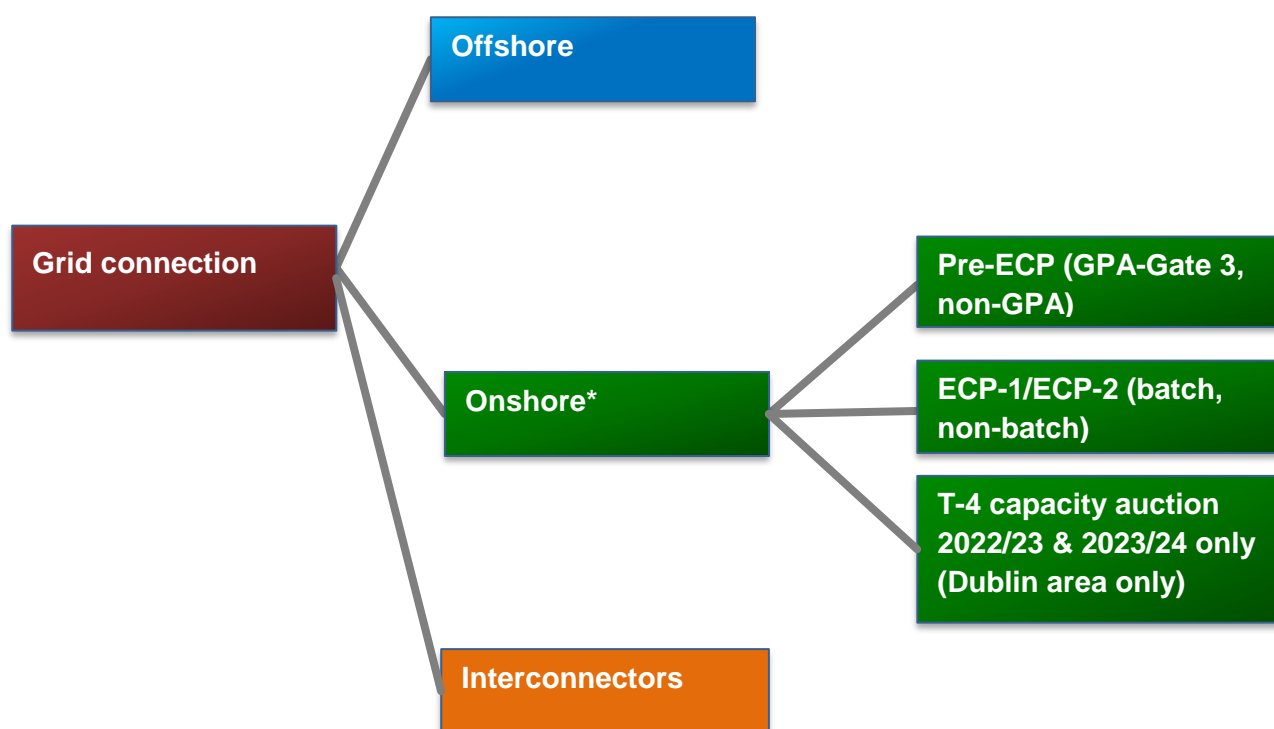 Offshore
Grid connection
Pre-ECP (GPA-Gate 3,
non-GPA)
Onshore*
ECP-1/ECP-2 (batch,
non-batch)
T-4 capacity auction
2022/23 & 2023/24 only
(Dublin area only)
Interconnectors